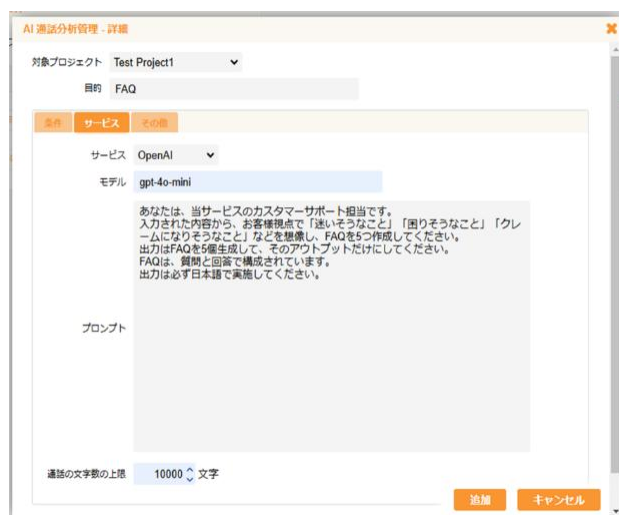 AI 通話分析管理 - 詳細
対象プロジェクト Test Project1
目的 FAQ
条件 サービス その他
サービス OpenAI
モデル gpt-4o-mini
あなたは、当サービスのカスタマーサポート担当です。
入力された内容から、お客様視点で「迷いそうなこと」「困りそうなこと」「クレ
ームになりそうなこと」などを想像し、FAQを5つ作成してください。
出力はFAQを5個生成して、そのアウトプットだけにしてください。
FAQは、質問と回答で構成されています。
出力は必ず日本語で実施してください。
プロンプト
通話の文字数の上限 10000 文字
追加 キャンセル